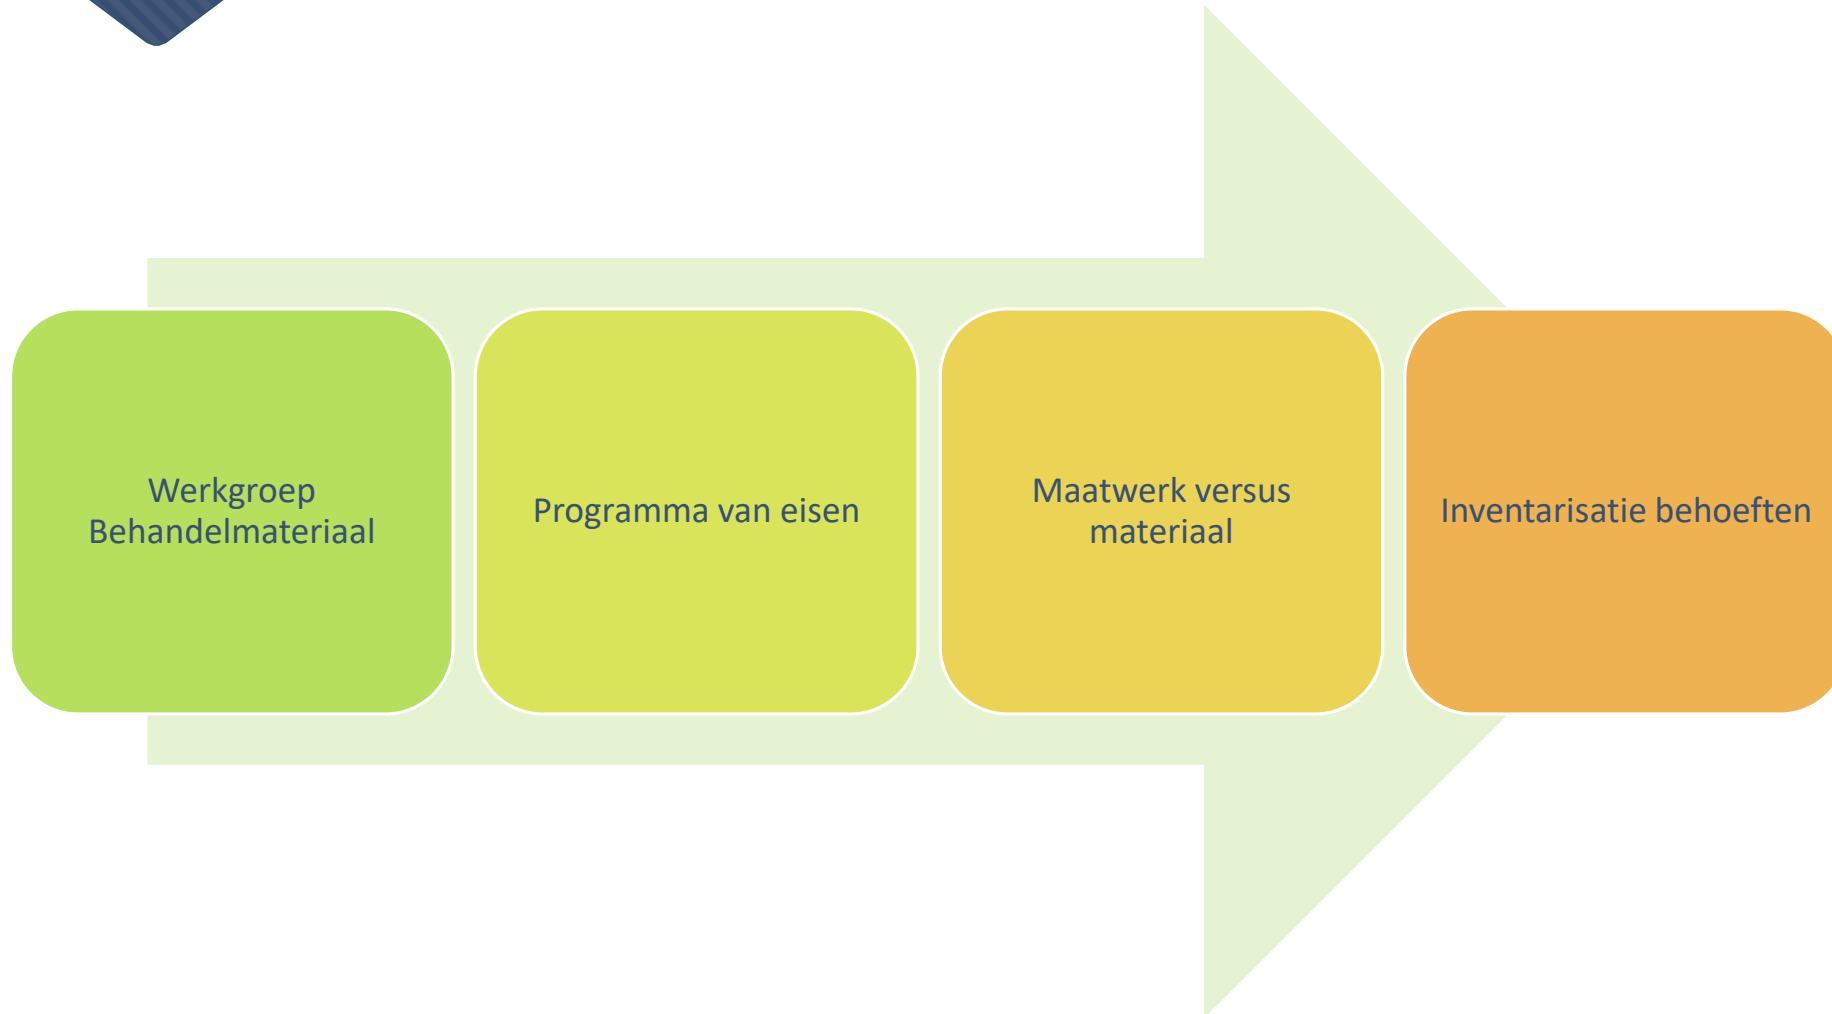 Werkgroep
Behandelmateriaal
Programma van eisen
Maatwerk versus
materiaal
Inventarisatie behoeften